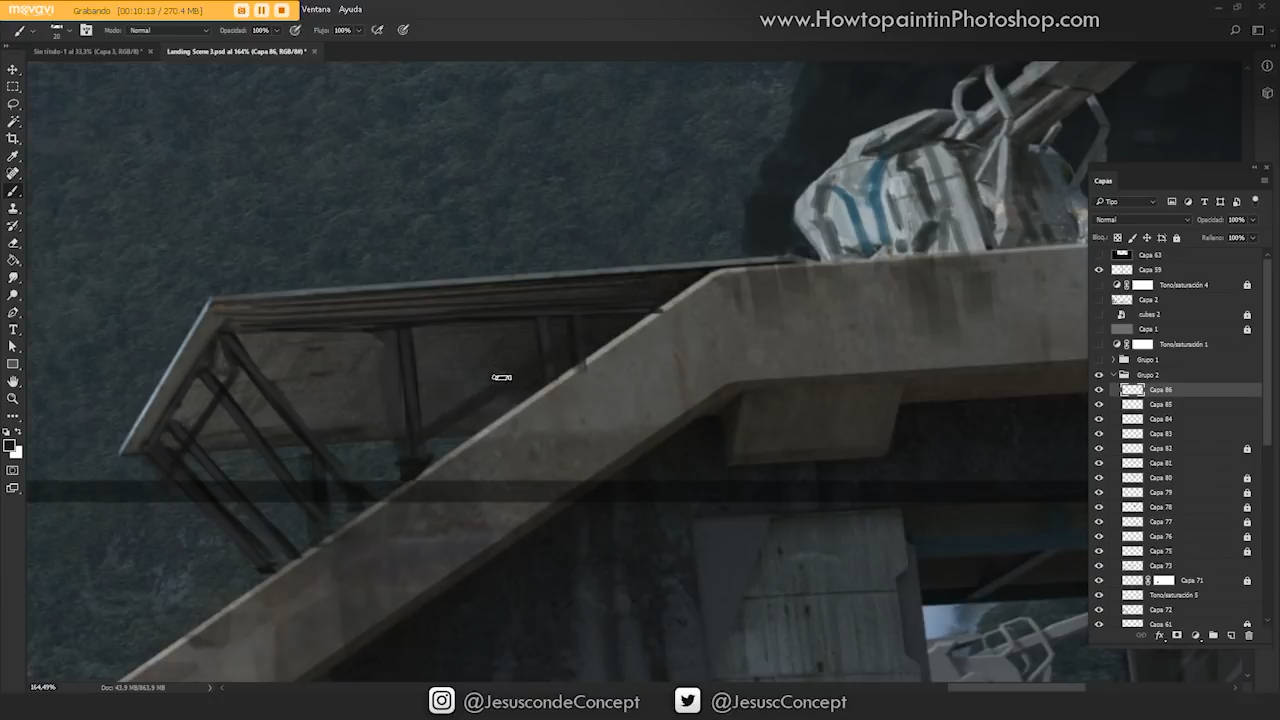 movavi
Grabando [00:10:13 / 270.4 MB]
Ventana Ayuda
www.HowtopaintinPhotoshop.com
20
Modo: Normal
Opacidad: 100%
Flujo: 100%
Sin título-1 al 33,3% (Capa 3, RGB/8) * ×
Landing Scene 3.psd al 164% (Capa 86, RGB/8#) * ×
Capas
Tipo
Normal
Opacidad: 100%
Bloq.:
Relleno: 100%
Capa 63
Capa 59
Tono/saturación 4
Capa 2
cubes 2
Capa 1
Tono/saturación 1
Grupo 1
Grupo 2
Capa 86
Capa 85
Capa 84
Capa 83
Capa 82
Capa 81
Capa 80
Capa 79
Capa 78
Capa 77
Capa 76
Capa 75
Capa 73
Capa 71
Tono/saturación 5
Capa 72
Capa 61
fx
164,49%
Doc: 43,9 MB/863,9 MB
@JesuscondeConcept
@JesuscConcept